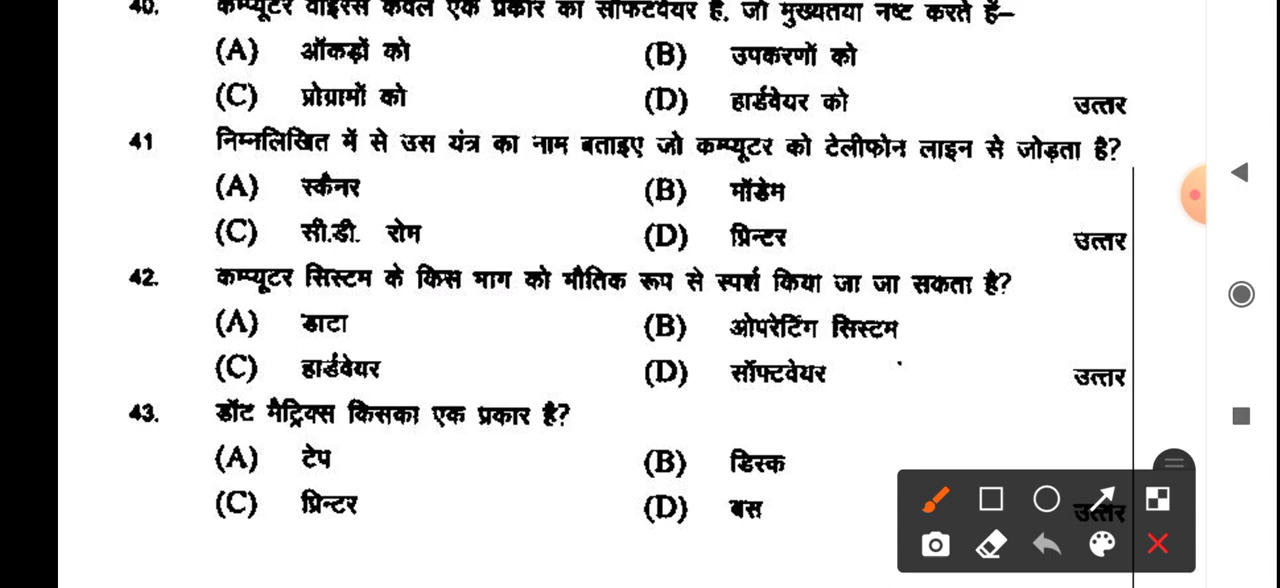 40. कम्प्यूटर वाइरस केवल एक प्रकार का सॉफ्टवेयर है, जो मुख्यतया नष्ट करते हैं–
(A) आँकड़ों को (B) उपकरणों को
(C) प्रोग्रामों को (D) हार्डवेयर को उत्तर
41 निम्नलिखित में से उस यंत्र का नाम बताइए जो कम्प्यूटर को टेलीफोन लाइन से जोड़ता है?
(A) स्कैनर (B) मॉडेम
(C) सी.डी. रोम (D) प्रिन्टर उत्तर
42. कम्प्यूटर सिस्टम के किस भाग को भौतिक रूप से स्पर्श किया जा जा सकता है?
(A) डाटा (B) ओपरेटिंग सिस्टम
(C) हार्डवेयर (D) सॉफ्टवेयर उत्तर
43. डॉट मैट्रिक्स किसका एक प्रकार है?
(A) टेप (B) डिस्क
(C) प्रिन्टर (D) बस उत्तर